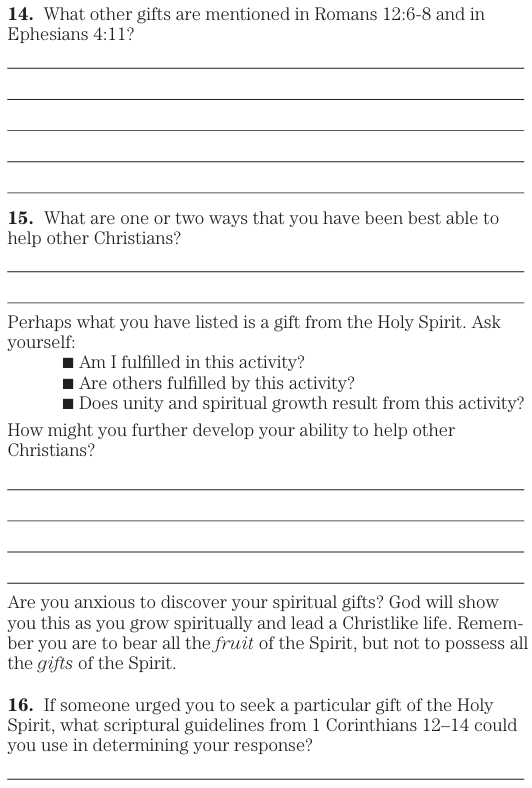 14. What other gifts are mentioned in Romans 12:6-8 and in
Ephesians 4:11?
15. What are one or two ways that you have been best able to
help other Christians?
Perhaps what you have listed is a gift from the Holy Spirit. Ask
yourself:
■ Am I fulfilled in this activity?
■ Are others fulfilled by this activity?
■ Does unity and spiritual growth result from this activity?
How might you further develop your ability to help other
Christians?
Are you anxious to discover your spiritual gifts? God will show
you this as you grow spiritually and lead a Christlike life. Remem-
ber you are to bear all the fruit of the Spirit, but not to possess all
the gifts of the Spirit.
16. If someone urged you to seek a particular gift of the Holy
Spirit, what scriptural guidelines from 1 Corinthians 12–14 could
you use in determining your response?